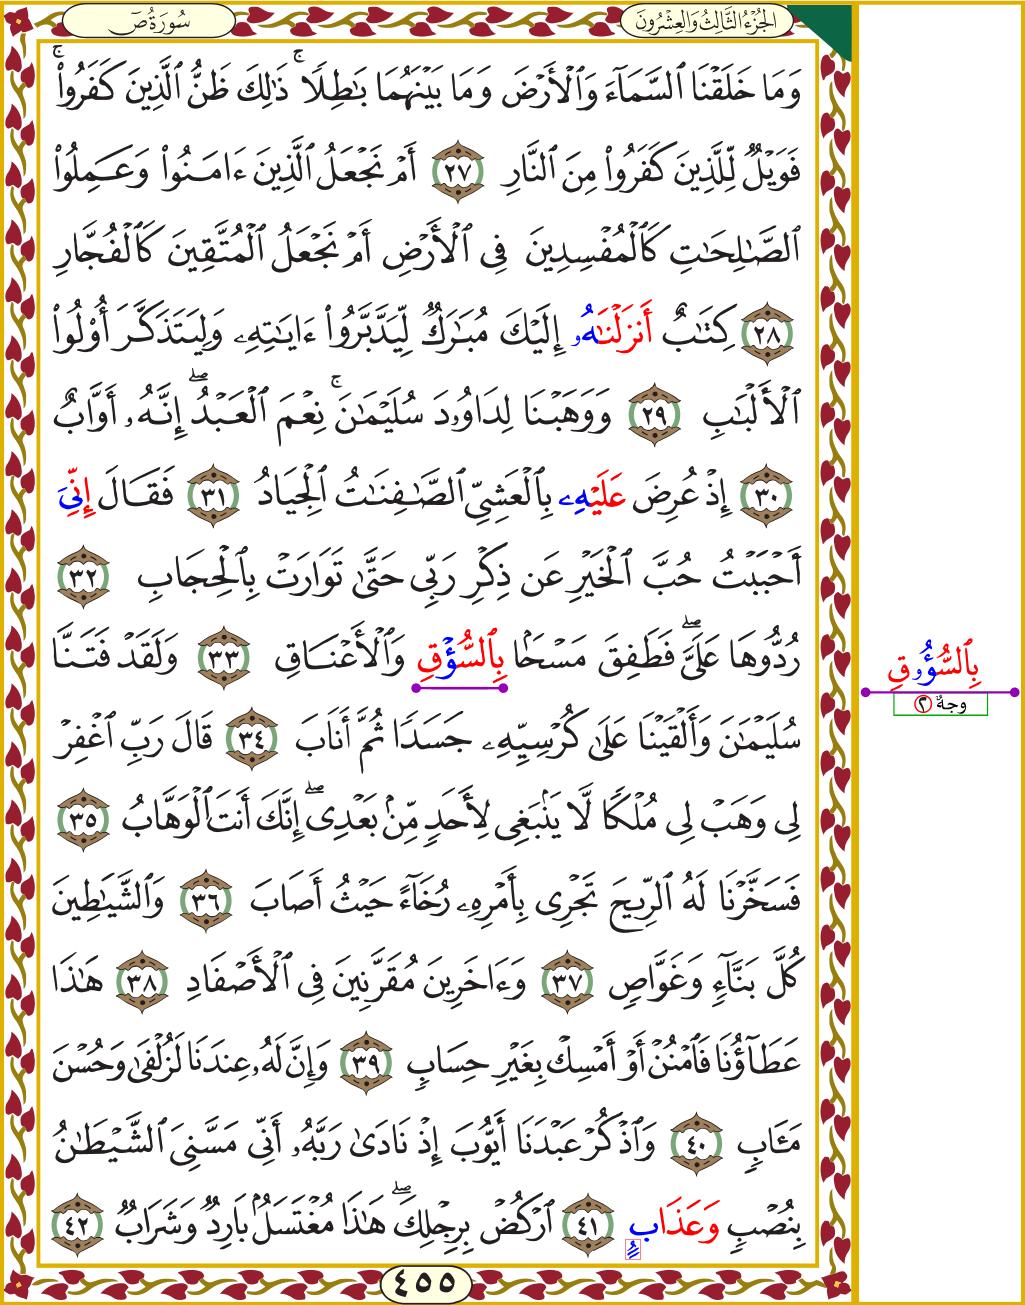 الجُزْءُ الثَّالِثُ وَالعِشْرُونَ
سُورَةُ صٓ
وَمَا خَلَقْنَا ٱلسَّمَآءَ وَٱلْأَرْضَ وَمَا بَيْنَهُمَا بَٰطِلًا ۚ ذَٰلِكَ ظَنُّ ٱلَّذِينَ كَفَرُوا۟ ۚ
فَوَيْلٌ لِّلَّذِينَ كَفَرُوا۟ مِنَ ٱلنَّارِ ٢٧ أَمْ نَجْعَلُ ٱلَّذِينَ ءَامَنُوا۟ وَعَمِلُوا۟
ٱلصَّٰلِحَٰتِ كَٱلْمُفْسِدِينَ فِى ٱلْأَرْضِ أَمْ نَجْعَلُ ٱلْمُتَّقِينَ كَٱلْفُجَّارِ
٢٨ كِتَٰبٌ أَنزَلْنَٰهُۥ إِلَيْكَ مُبَٰرَكٌ لِّيَدَّبَّرُوٓا۟ ءَايَٰتِهِۦ وَلِيَتَذَكَّرَ أُو۟لُوا۟
ٱلْأَلْبَٰبِ ٢٩ وَوَهَبْنَا لِدَاوُۥدَ سُلَيْمَٰنَ ۚ نِعْمَ ٱلْعَبْدُ ۖ إِنَّهُۥ أَوَّابٌ
٣٠ إِذْ عُرِضَ عَلَيْهِۦ بِٱلْعَشِىِّ ٱلصَّٰفِنَٰتُ ٱلْجِيَادُ ٣١ فَقَالَ إِنِّىَ
أَحْبَبْتُ حُبَّ ٱلْخَيْرِ عَن ذِكْرِ رَبِّى حَتَّىٰ تَوَارَتْ بِٱلْحِجَابِ ٣٢
رُدُّوهَا عَلَىَّ ۖ فَطَفِقَ مَسْحًۢا بِٱلسُّؤْقِ وَٱلْأَعْنَاقِ ٣٣ وَلَقَدْ فَتَنَّا
سُلَيْمَٰنَ وَأَلْقَيْنَا عَلَىٰ كُرْسِيِّهِۦ جَسَدًا ثُمَّ أَنَابَ ٣٤ قَالَ رَبِّ ٱغْفِرْ
لِى وَهَبْ لِى مُلْكًا لَّا يَنۢبَغِى لِأَحَدٍ مِّنۢ بَعْدِى ۖ إِنَّكَ أَنتَ ٱلْوَهَّابُ ٣٥
فَسَخَّرْنَا لَهُ ٱلرِّيحَ تَجْرِى بِأَمْرِهِۦ رُخَآءً حَيْثُ أَصَابَ ٣٦ وَٱلشَّيَٰطِينَ
كُلَّ بَنَّآءٍ وَغَوَّاصٍ ٣٧ وَءَاخَرِينَ مُقَرَّنِينَ فِى ٱلْأَصْفَادِ ٣٨ هَٰذَا
عَطَآؤُنَا فَٱمْنُنْ أَوْ أَمْسِكْ بِغَيْرِ حِسَابٍ ٣٩ وَإِنَّ لَهُۥ عِندَنَا لَزُلْفَىٰ وَحُسْنَ
مَـَٔابٍ ٤٠ وَٱذْكُرْ عَبْدَنَا أَيُّوبَ إِذْ نَادَىٰ رَبَّهُۥ أَنِّى مَسَّنِىَ ٱلشَّيْطَٰنُ
بِنُصْبٍ وَعَذَابٍ ٤١ ٱرْكُضْ بِرِجْلِكَ ۖ هَٰذَا مُغْتَسَلٌۢ بَارِدٌ وَشَرَابٌ ٤٢
بِٱلسُّؤُوقِ
وجهٌ ٢
٤٥٥